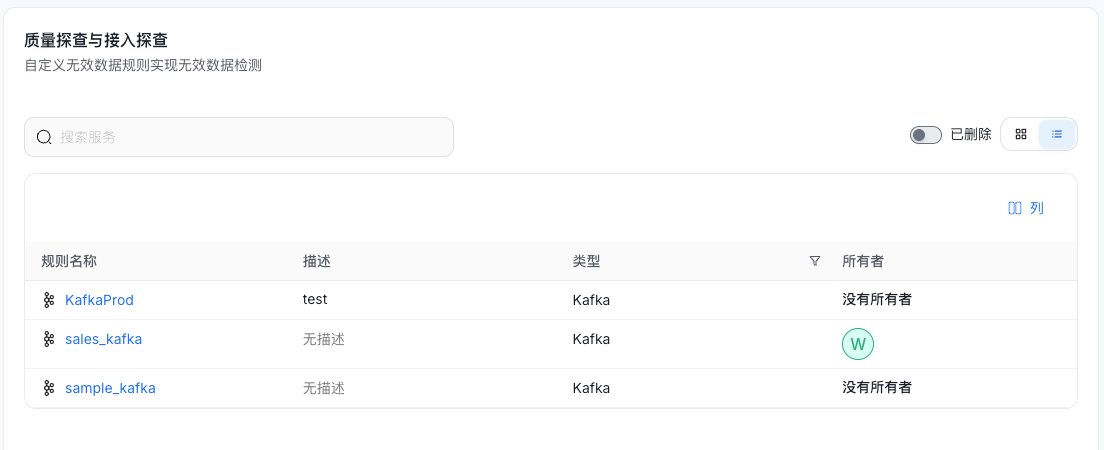 质量探查与接入探查
自定义无效数据规则实现无效数据检测
搜索服务
已删除
列
规则名称 描述 类型 所有者
KafkaProd test Kafka 没有所有者
sales_kafka 无描述 Kafka W
sample_kafka 无描述 Kafka 没有所有者